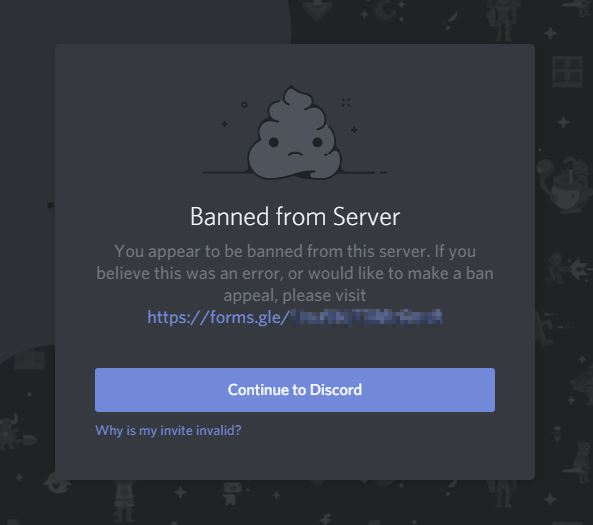 Banned from Server
You appear to be banned from this server. If you
believe this was an error, or would like to make a ban
appeal, please visit
https://forms.gle/
Continue to Discord
Why is my invite invalid?